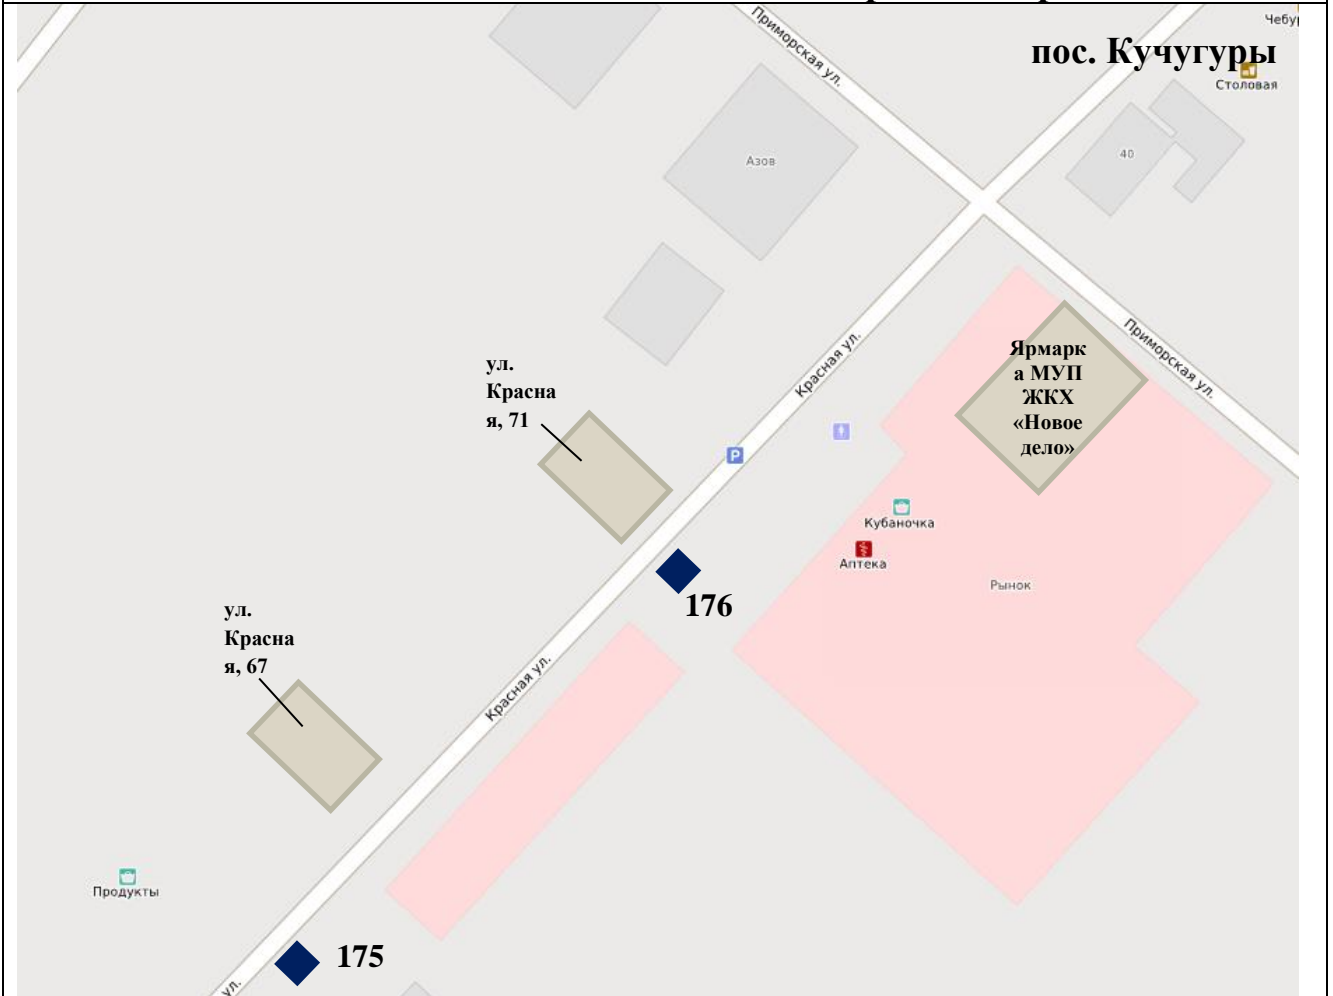 Приморская ул.
Чебу
пос. Кучугуры
Столовая
40
Азов
Приморская ул.
Красная ул.
Ярмарк
а МУП
ЖКХ
«Новое
дело»
ул.
Красна
я, 71
P
Кубаночка
Аптека
Рынок
176
ул.
Красна
я, 67
Красная ул.
Продукты
175
ул.